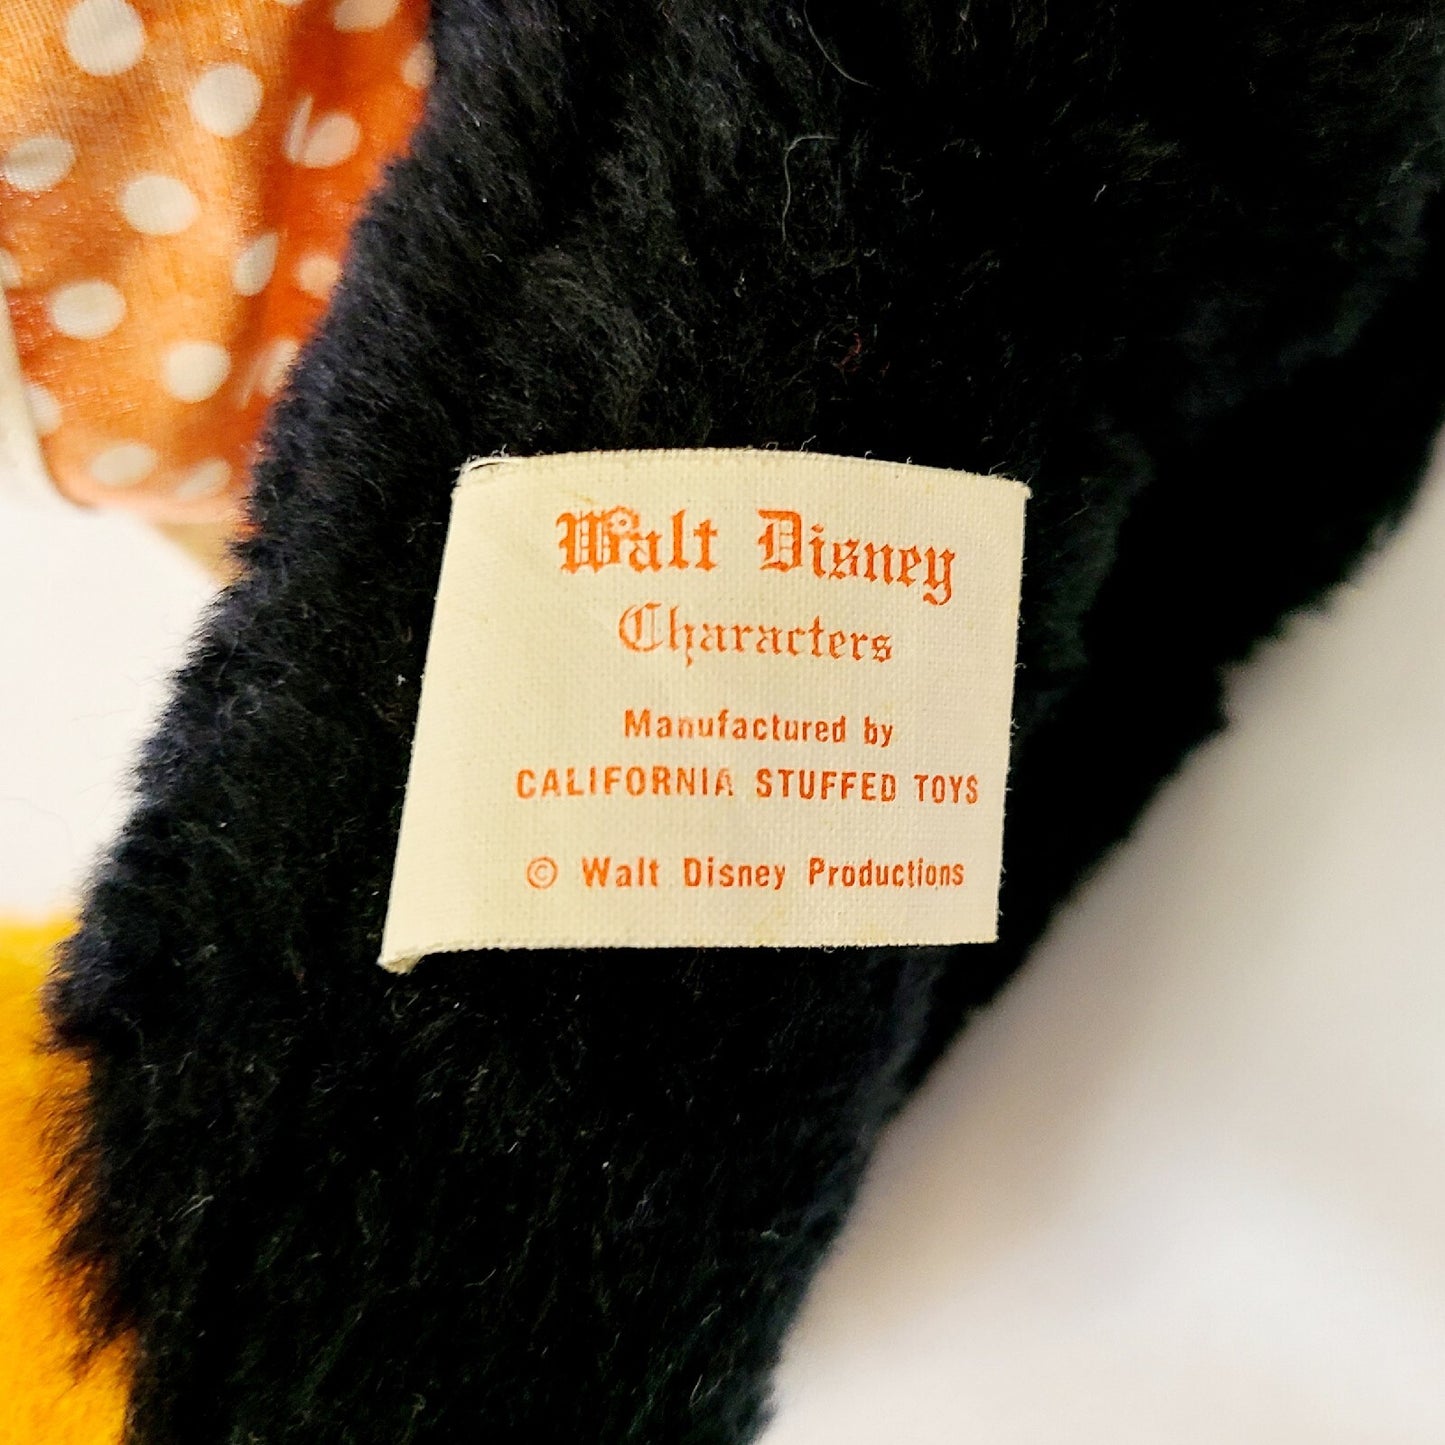 Walt Disney
Characters
Manufactured by
CALIFORNIA STUFFED TOYS
© Walt Disney Productions